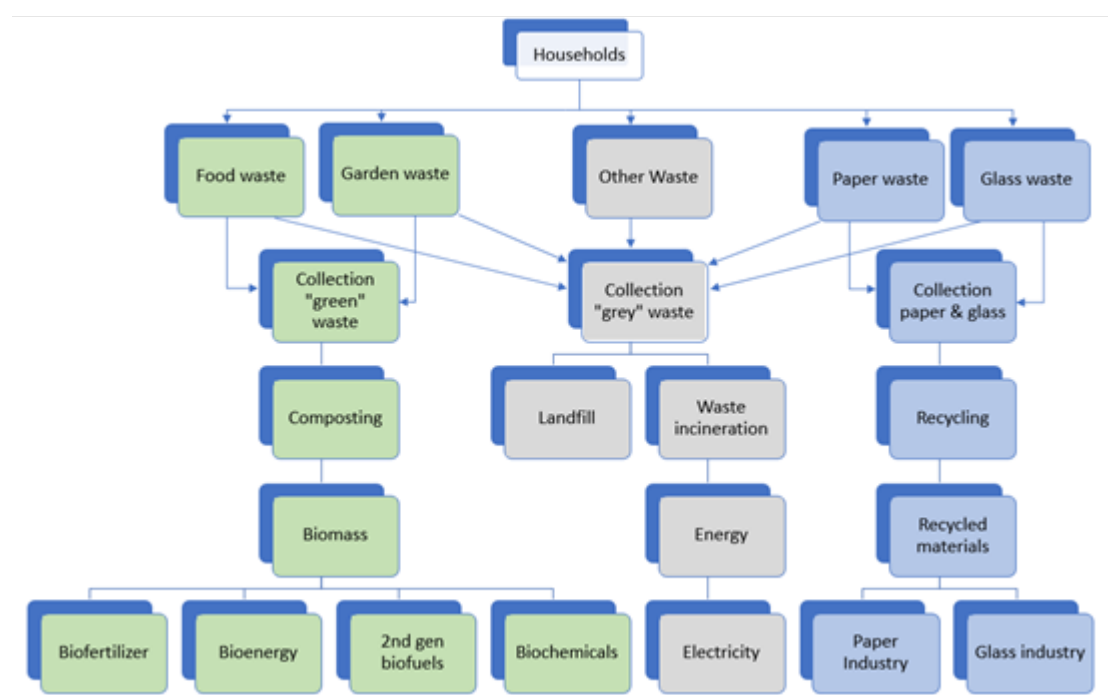 Households
Food waste
Garden waste
Other Waste
Paper waste
Glass waste
Collection
"green"
waste
Collection
"grey" waste
Collection
paper & glass
Composting
Landfill
Waste
incineration
Recycling
Biomass
Energy
Recycled
materials
Biofertilizer
Bioenergy
2nd gen
biofuels
Biochemicals
Electricity
Paper
Industry
Glass industry